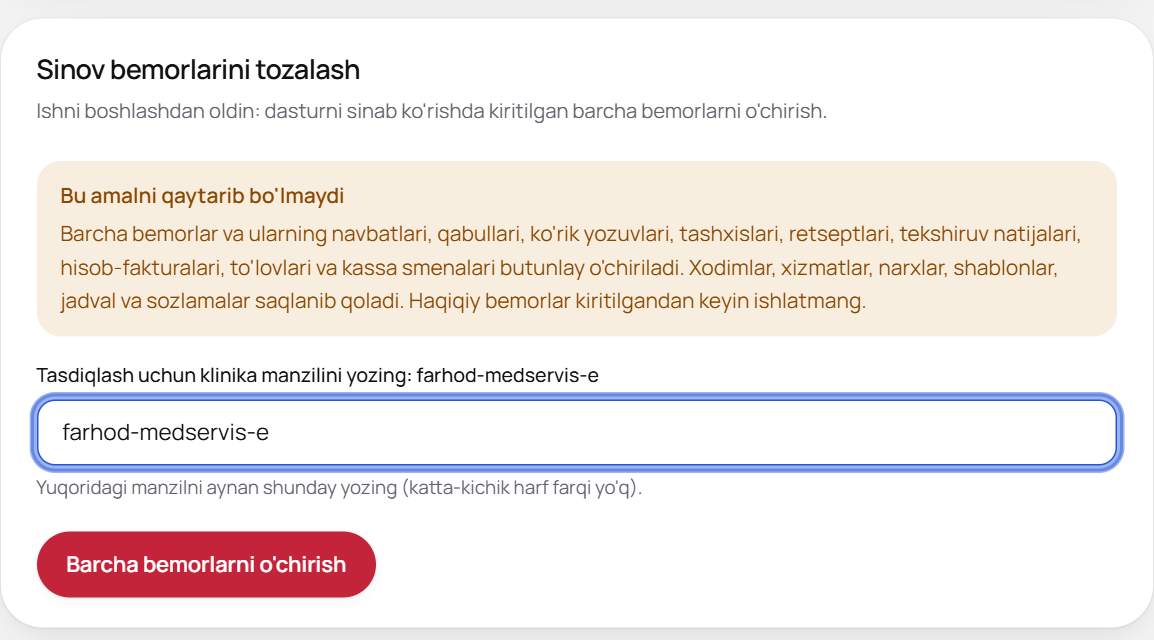 Sinov bemorlarini tozalash
Ishni boshlashdan oldin: dasturni sinab ko'rishda kiritilgan barcha bemorlarni o'chirish.
Bu amalni qaytarib bo'lmaydi
Barcha bemorlar va ularning navbatlari, qabullari, ko'rik yozuvlari, tashxislari, retseptlari, tekshiruv natijalari,
hisob-fakturalari, to'lovlari va kassa smenalari butunlay o'chiriladi. Xodimlar, xizmatlar, narxlar, shablonlar,
jadval va sozlamalar saqlanib qoladi. Haqiqiy bemorlar kiritilgandan keyin ishlatmang.
Tasdiqlash uchun klinika manzilini yozing: farhod-medservis-e
farhod-medservis-e
Yuqoridagi manzilni aynan shunday yozing (katta-kichik harf farqi yo'q).
Barcha bemorlarni o'chirish